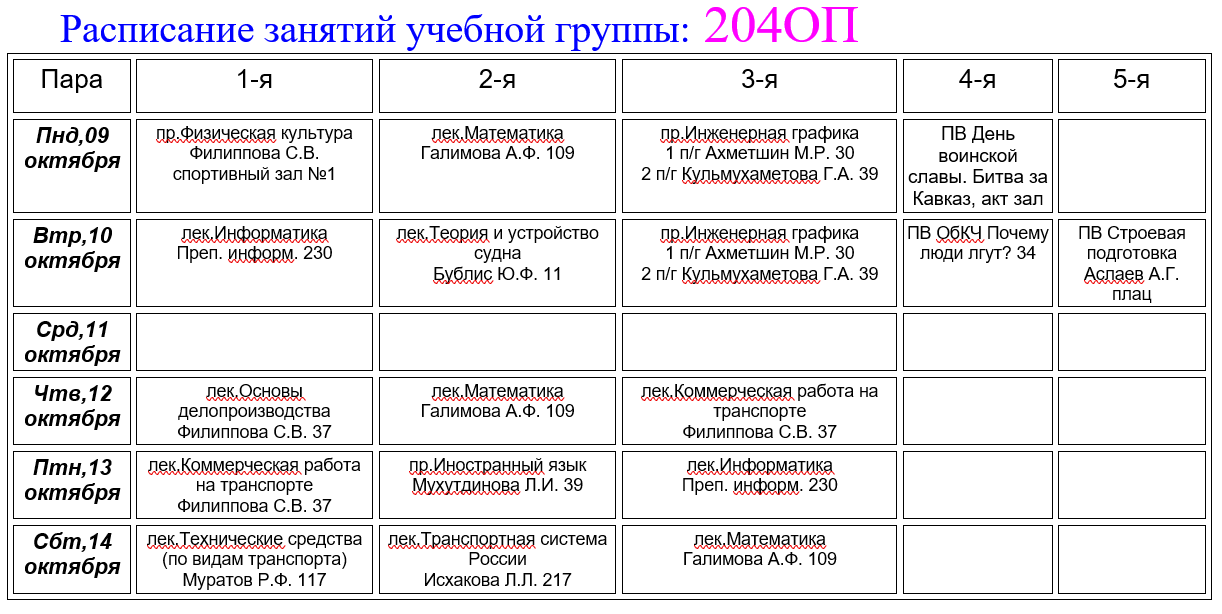 Расписание занятий учебной группы: 204ОП
Пара
1-я
2-я
3-я
4-я
5-я
Пнд,09
октября
пр.Физическая культура
Филиппова С.В.
спортивный зал №1
лек.Математика
Галимова А.Ф. 109
пр.Инженерная графика
1 п/г Ахметшин М.Р. 30
2 п/г Кульмухаметова Г.А. 39
ПВ День
воинской
славы. Битва за
Кавказ, акт зал
Втр,10
октября
лек.Информатика
Преп. информ. 230
лек.Теория и устройство
судна
Бублис Ю.Ф. 11
пр.Инженерная графика
1 п/г Ахметшин М.Р. 30
2 п/г Кульмухаметова Г.А. 39
ПВ ОбКЧ Почему
люди лгут? 34
ПВ Строевая
подготовка
Аслаев А.Г.
плац
Срд,11
октября
Чтв,12
октября
лек.Основы
делопроизводства
Филиппова С.В. 37
лек.Математика
Галимова А.Ф. 109
лек.Коммерческая работа на
транспорте
Филиппова С.В. 37
Птн,13
октября
лек.Коммерческая работа
на транспорте
Филиппова С.В. 37
пр.Иностранный язык
Мухутдинова Л.И. 39
лек.Информатика
Преп. информ. 230
Сбт,14
октября
лек.Технические средства
(по видам транспорта)
Муратов Р.Ф. 117
лек.Транспортная система
России
Исхакова Л.Л. 217
лек.Математика
Галимова А.Ф. 109